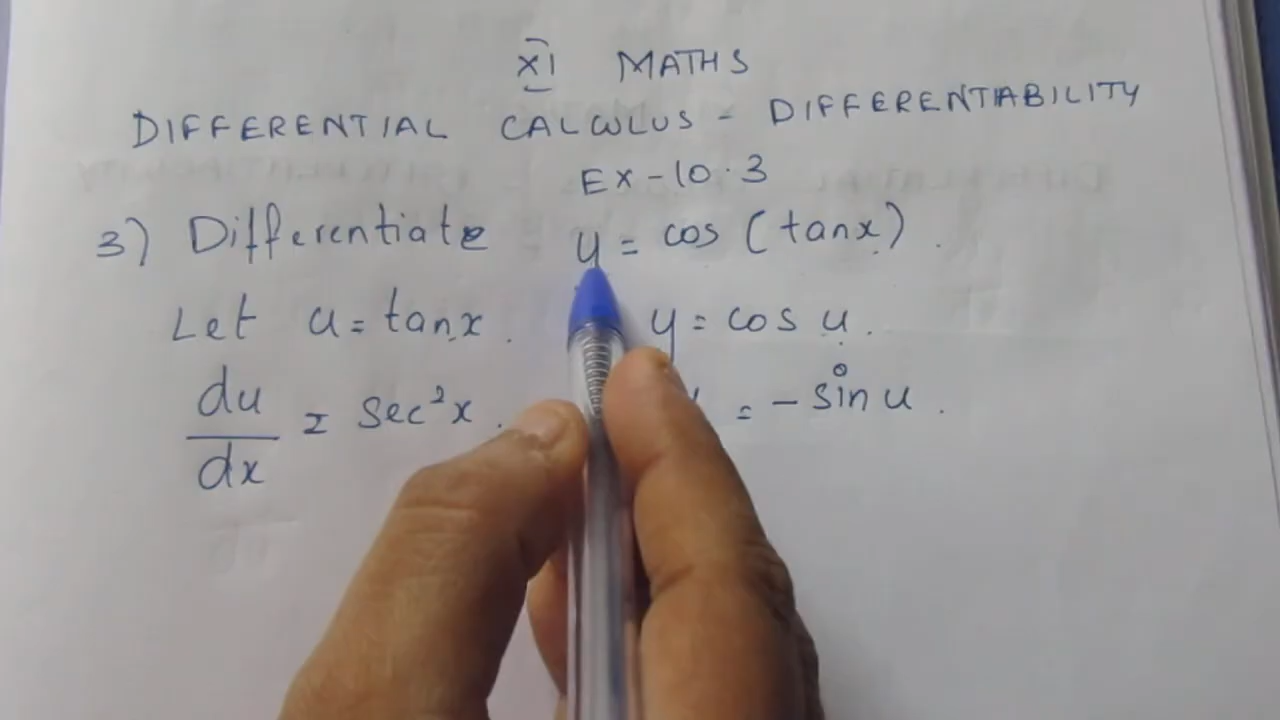 XI MATHS
DIFFERENTIAL CALCULUS - DIFFERENTIABILITY
EX-10.3
3) Differentiate y = cos (tanx).
Let u = tanx. y = cos u.
du/dx = sec²x. = - sin u.